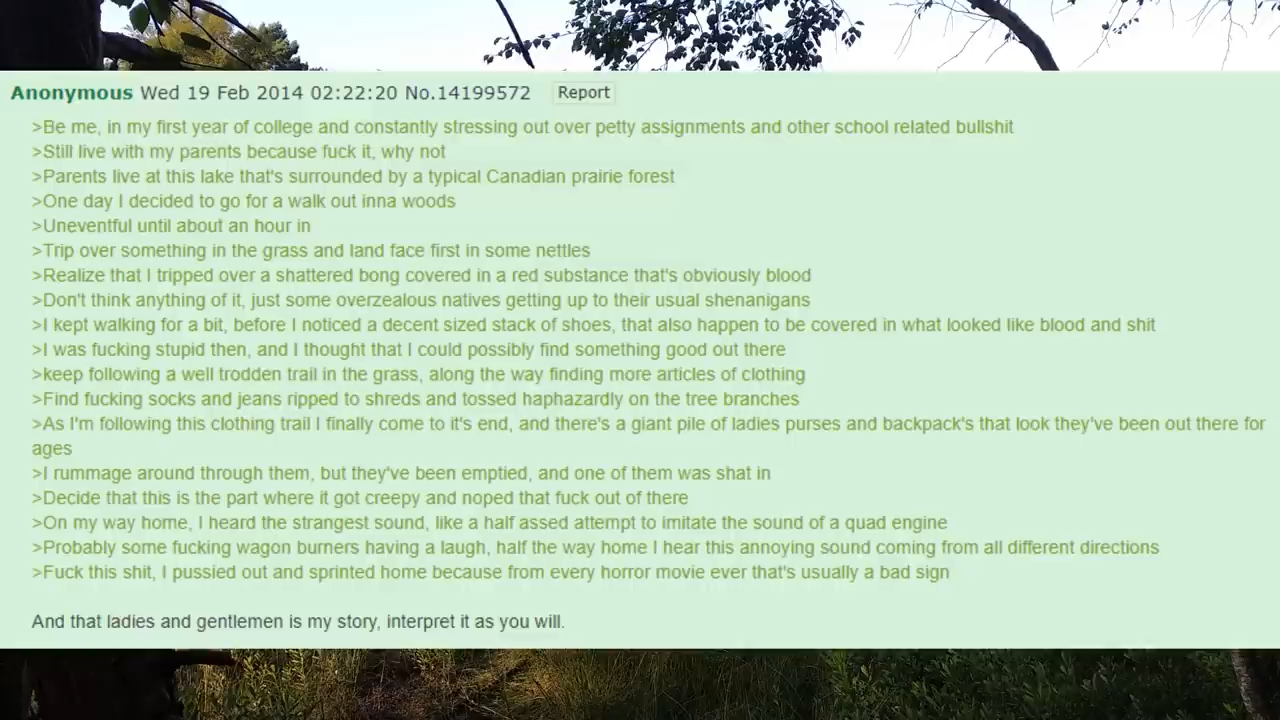 Anonymous Wed 19 Feb 2014 02:22:20 No.14199572 Report
>Be me, in my first year of college and constantly stressing out over petty assignments and other school related bullshit
>Still live with my parents because fuck it, why not
>Parents live at this lake that's surrounded by a typical Canadian prairie forest
>One day I decided to go for a walk out inna woods
>Uneventful until about an hour in
>Trip over something in the grass and land face first in some nettles
>Realize that I tripped over a shattered bong covered in a red substance that's obviously blood
>Don't think anything of it, just some overzealous natives getting up to their usual shenanigans
>I kept walking for a bit, before I noticed a decent sized stack of shoes, that also happen to be covered in what looked like blood and shit
>I was fucking stupid then, and I thought that I could possibly find something good out there
>keep following a well trodden trail in the grass, along the way finding more articles of clothing
>Find fucking socks and jeans ripped to shreds and tossed haphazardly on the tree branches
>As I'm following this clothing trail I finally come to it's end, and there's a giant pile of ladies purses and backpack's that look they've been out there for
ages
>I rummage around through them, but they've been emptied, and one of them was shat in
>Decide that this is the part where it got creepy and noped that fuck out of there
>On my way home, I heard the strangest sound, like a half assed attempt to imitate the sound of a quad engine
>Probably some fucking wagon burners having a laugh, half the way home I hear this annoying sound coming from all different directions
>Fuck this shit, I pussied out and sprinted home because from every horror movie ever that's usually a bad sign
And that ladies and gentlemen is my story, interpret it as you will.